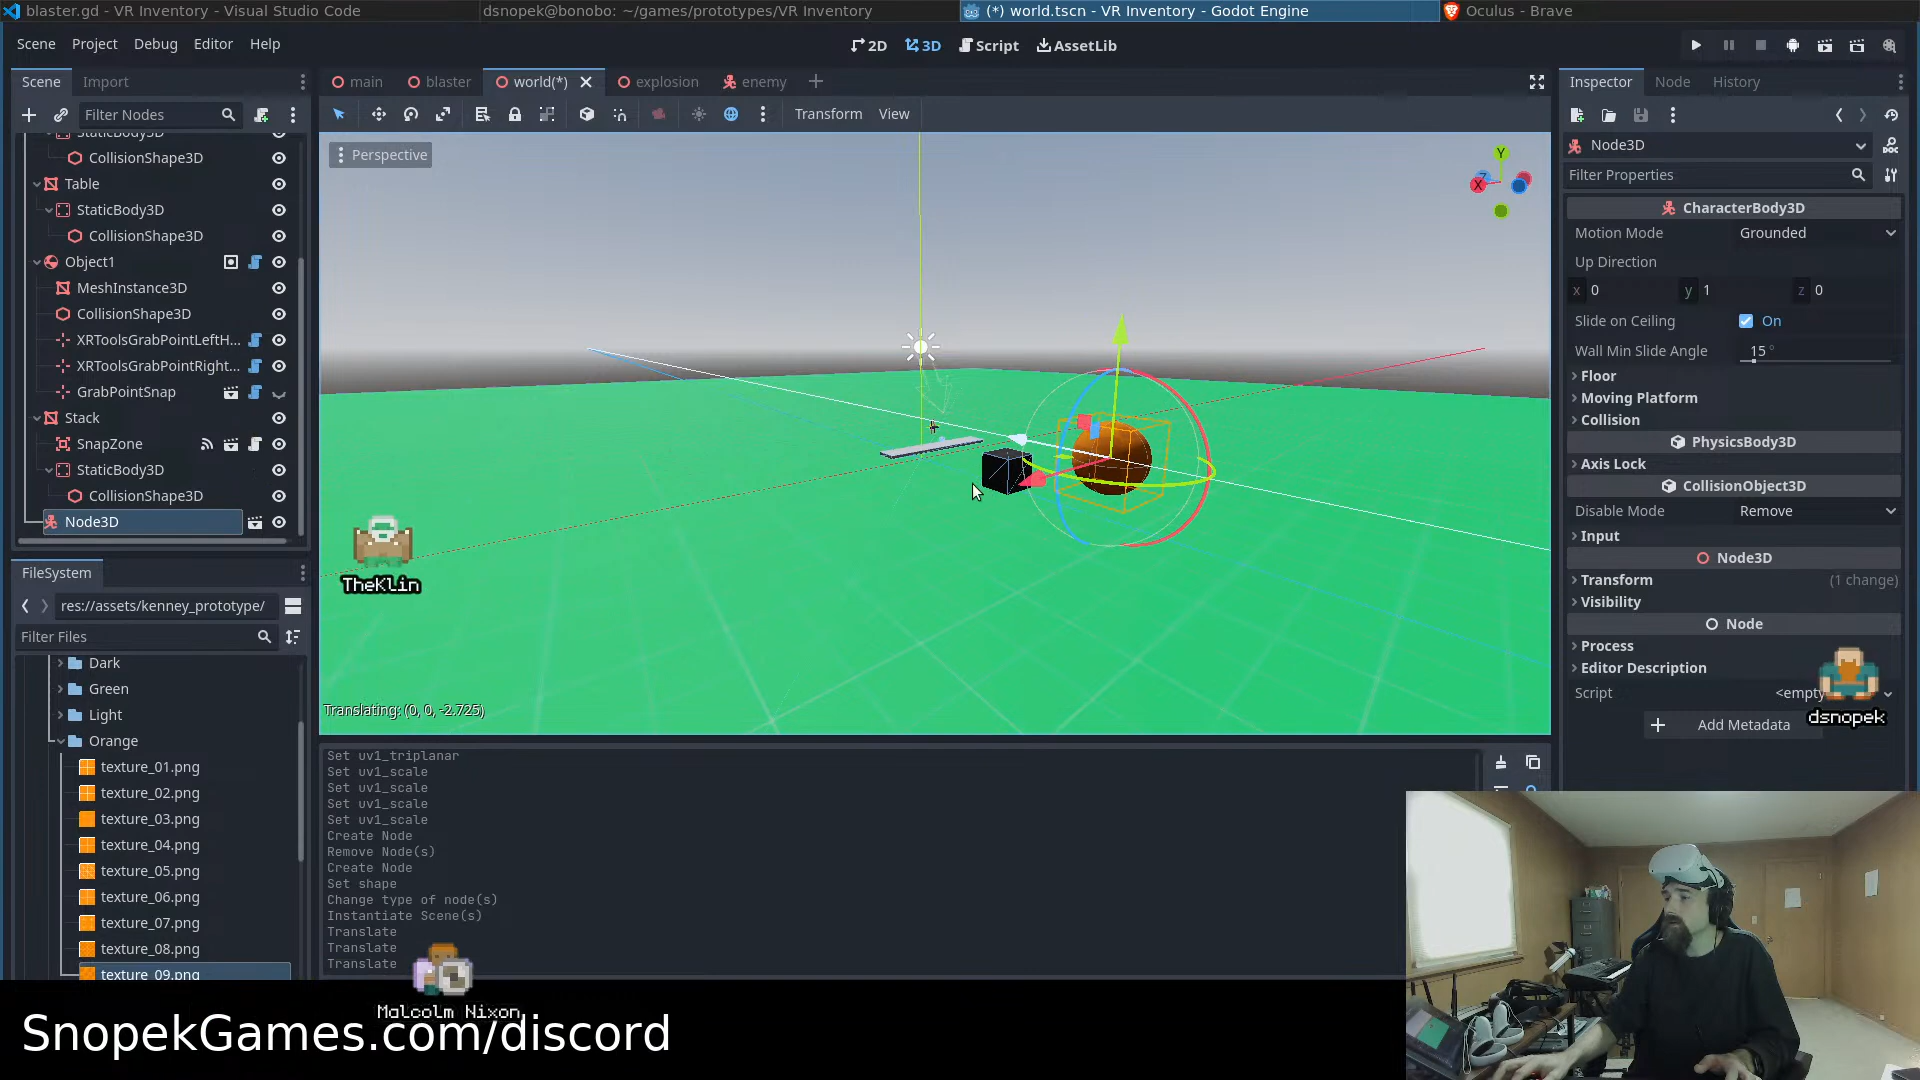 blaster.gd - VR Inventory - Visual Studio Code
dsnopek@bonobo: ~/games/prototypes/VR Inventory
(*) world.tscn - VR Inventory - Godot Engine
Oculus - Brave
Scene Project Debug Editor Help
2D 3D Script AssetLib
Scene Import
main blaster world(*) explosion enemy
Inspector Node History
Filter Nodes
Transform View
Perspective
StaticBody3D
CollisionShape3D
Table
StaticBody3D
CollisionShape3D
Object1
MeshInstance3D
CollisionShape3D
XRToolsGrabPointLeftH...
XRToolsGrabPointRight...
GrabPointSnap
Stack
SnapZone
StaticBody3D
CollisionShape3D
Node3D
Y
Z
X
TheKlin
Translating: (0, 0, -2.725)
FileSystem
res://assets/kenney_prototype/
Filter Files
Dark
Green
Light
Orange
texture_01.png
texture_02.png
texture_03.png
texture_04.png
texture_05.png
texture_06.png
texture_07.png
texture_08.png
texture_09.png
Set uv1_triplanar
Set uv1_scale
Set uv1_scale
Set uv1_scale
Set uv1_scale
Create Node
Remove Node(s)
Create Node
Set shape
Change type of node(s)
Instantiate Scene(s)
Translate
Translate
Translate
Malcolm Nixon
Node3D
Filter Properties
CharacterBody3D
Motion Mode Grounded
Up Direction
x 0 y 1 z 0
Slide on Ceiling On
Wall Min Slide Angle 15 °
Floor
Moving Platform
Collision
PhysicsBody3D
Axis Lock
CollisionObject3D
Disable Mode Remove
Input
Node3D
Transform (1 change)
Visibility
Node
Process
Editor Description
Script <empty
Add Metadata
dsnopek
SnopekGames.com/discord